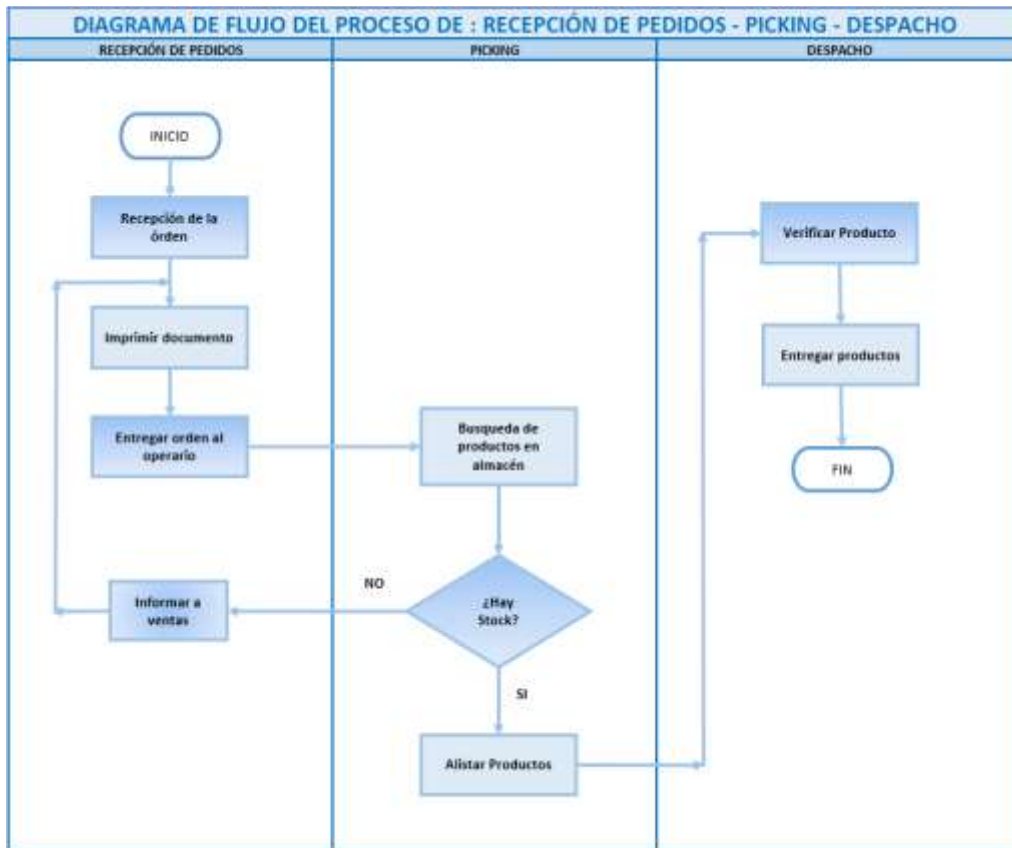 DIAGRAMA DE FLUJO DEL PROCESO DE : RECEPCIÓN DE PEDIDOS - PICKING - DESPACHO
RECEPCIÓN DE PEDIDOS
PICKING
DESPACHO
INICIO
Recepción de la
órden
Imprimir documento
Entregar orden al
operario
Informar a
ventas
Busqueda de
productos en
almacén
NO
¿Hay
Stock?
SI
Alistar Productos
Verificar Producto
Entregar productos
FIN